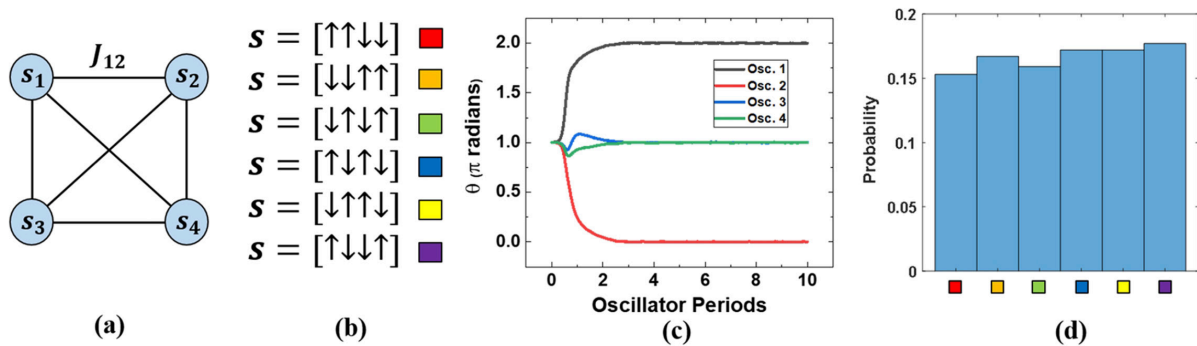 s₁
J₁₂
s₂
s₃
s₄
(a)
s = [↑↑↓↓]
s = [↓↓↑↑]
s = [↓↑↓↑]
s = [↑↓↑↓]
s = [↓↑↑↓]
s = [↑↓↓↑]
(b)
θ (π radians)
2.0
1.5
1.0
0.5
0.0
Osc. 1
Osc. 2
Osc. 3
Osc. 4
0 2 4 6 8 10
Oscillator Periods
(c)
Probability
0.2
0.15
0.1
0.05
0
(d)